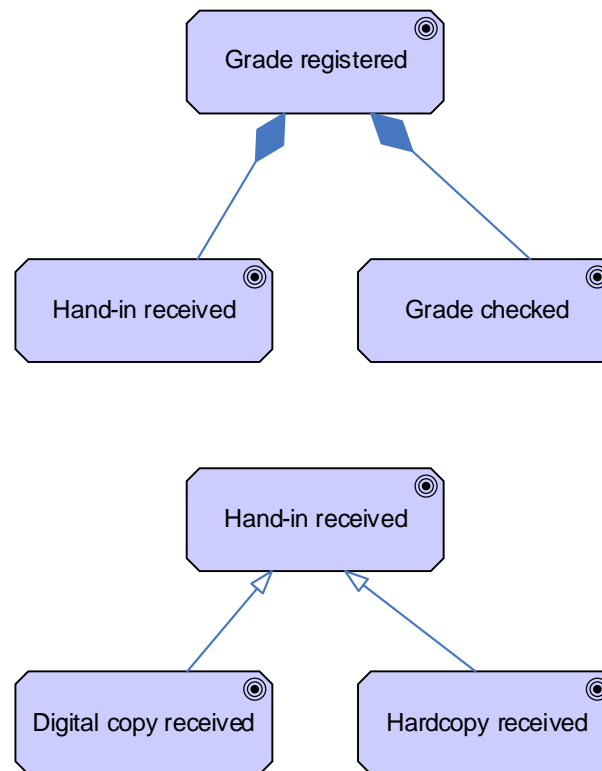 Grade registered
Hand-in received
Grade checked
Hand-in received
Digital copy received
Hardcopy received